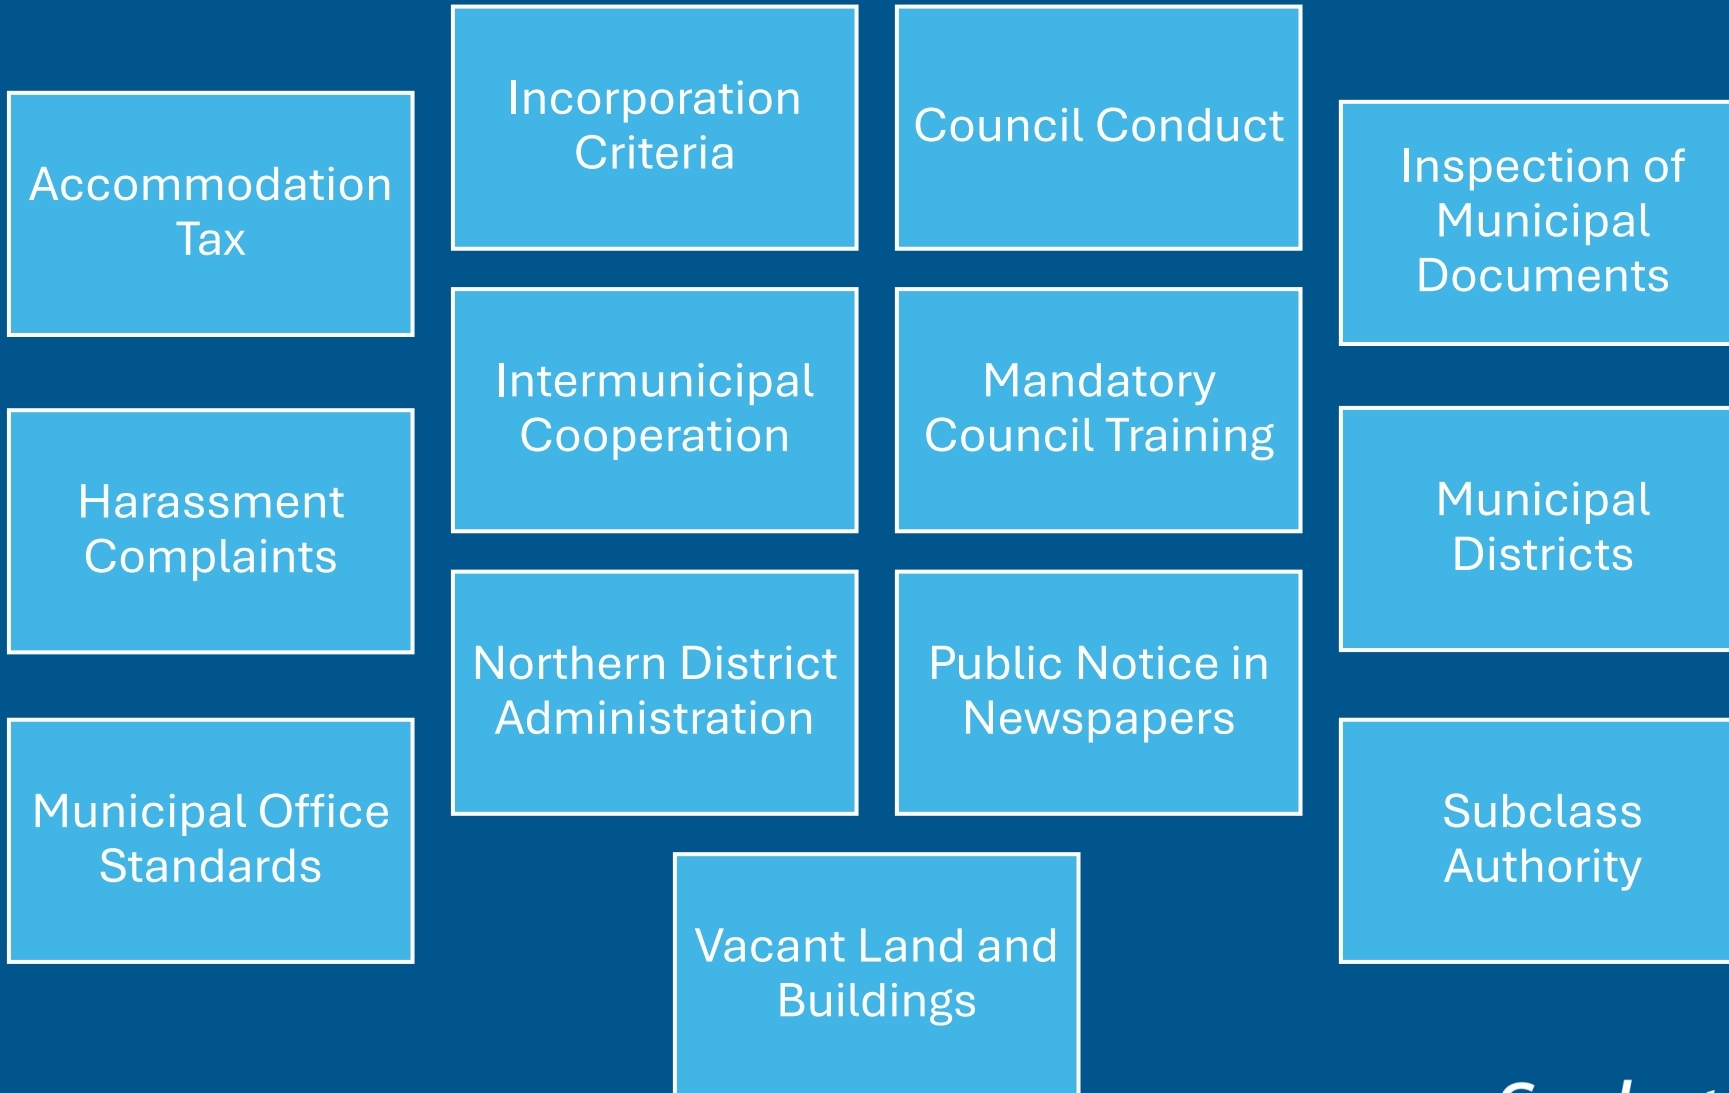 Accommodation
Tax
Harassment
Complaints
Municipal Office
Standards
Incorporation
Criteria
Intermunicipal
Cooperation
Northern District
Administration
Council Conduct
Mandatory
Council Training
Public Notice in
Newspapers
Vacant Land and
Buildings
Inspection of
Municipal
Documents
Municipal
Districts
Subclass
Authority